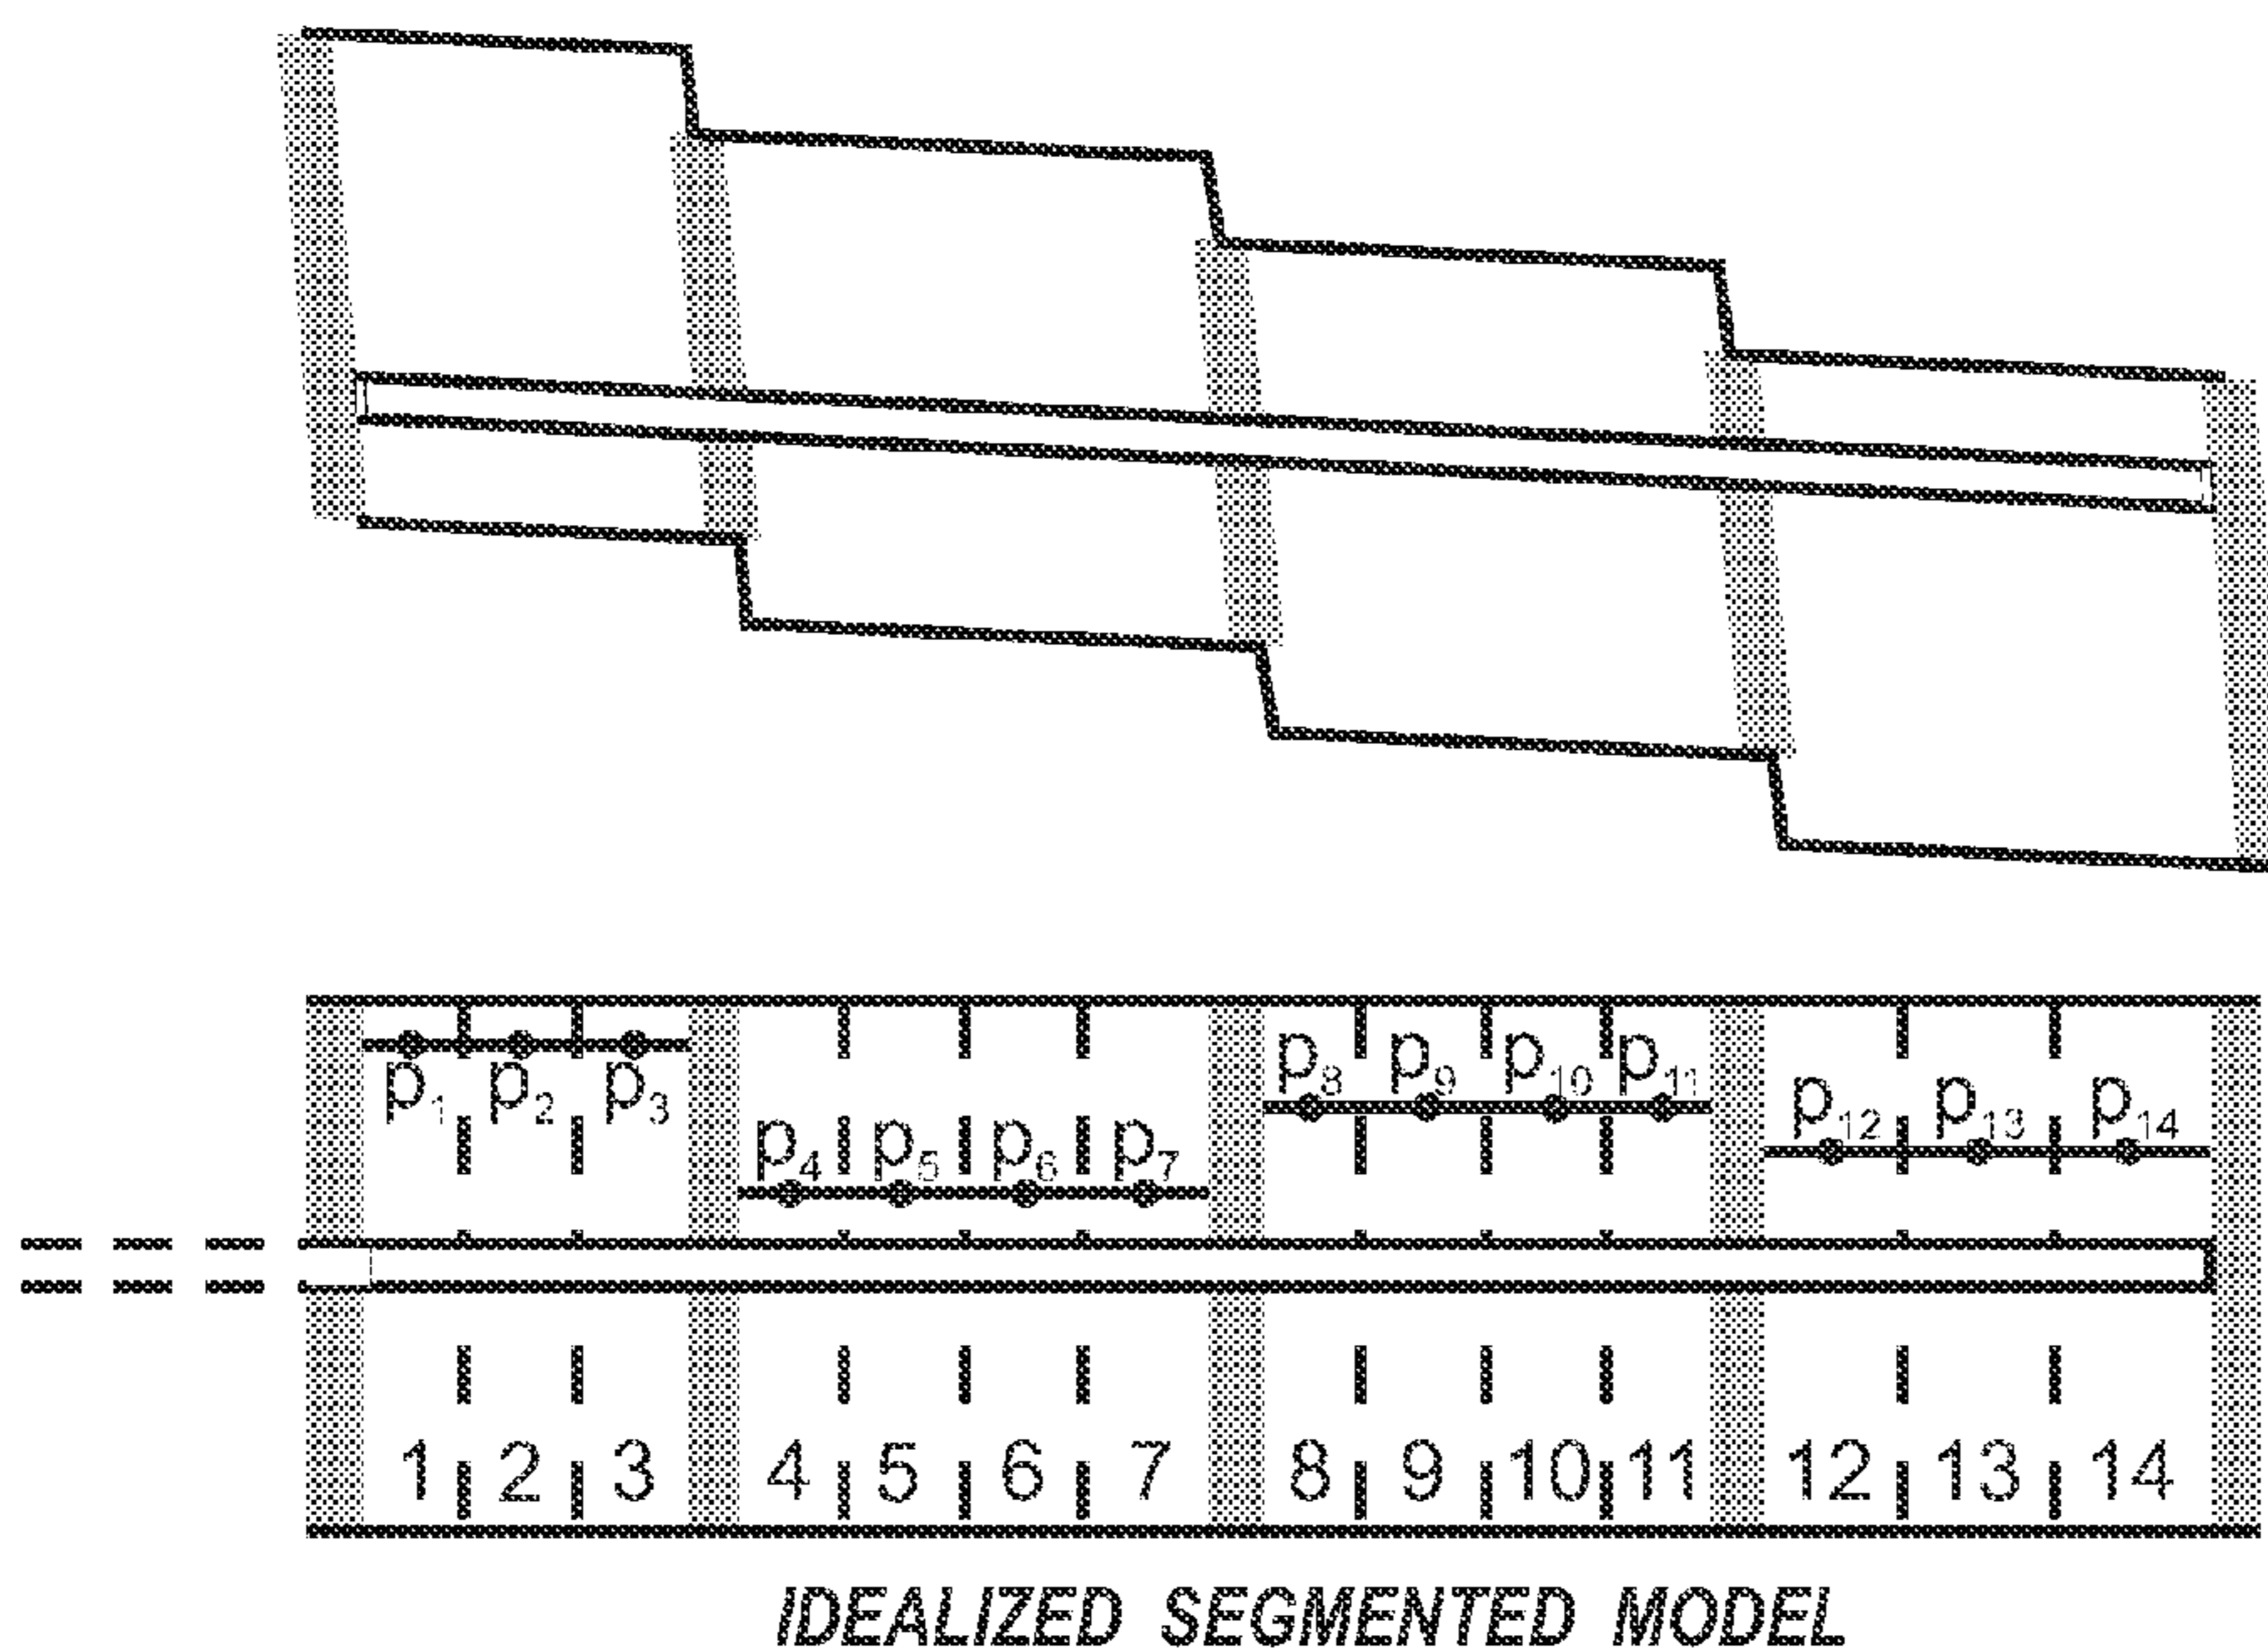 p₁ p₂ p₃
p₄ p₅ p₆ p₇
p₈ p₉ p₁₀ p₁₁
p₁₂ p₁₃ p₁₄
1 2 3 4 5 6 7 8 9 10 11 12 13 14
IDEALIZED SEGMENTED MODEL